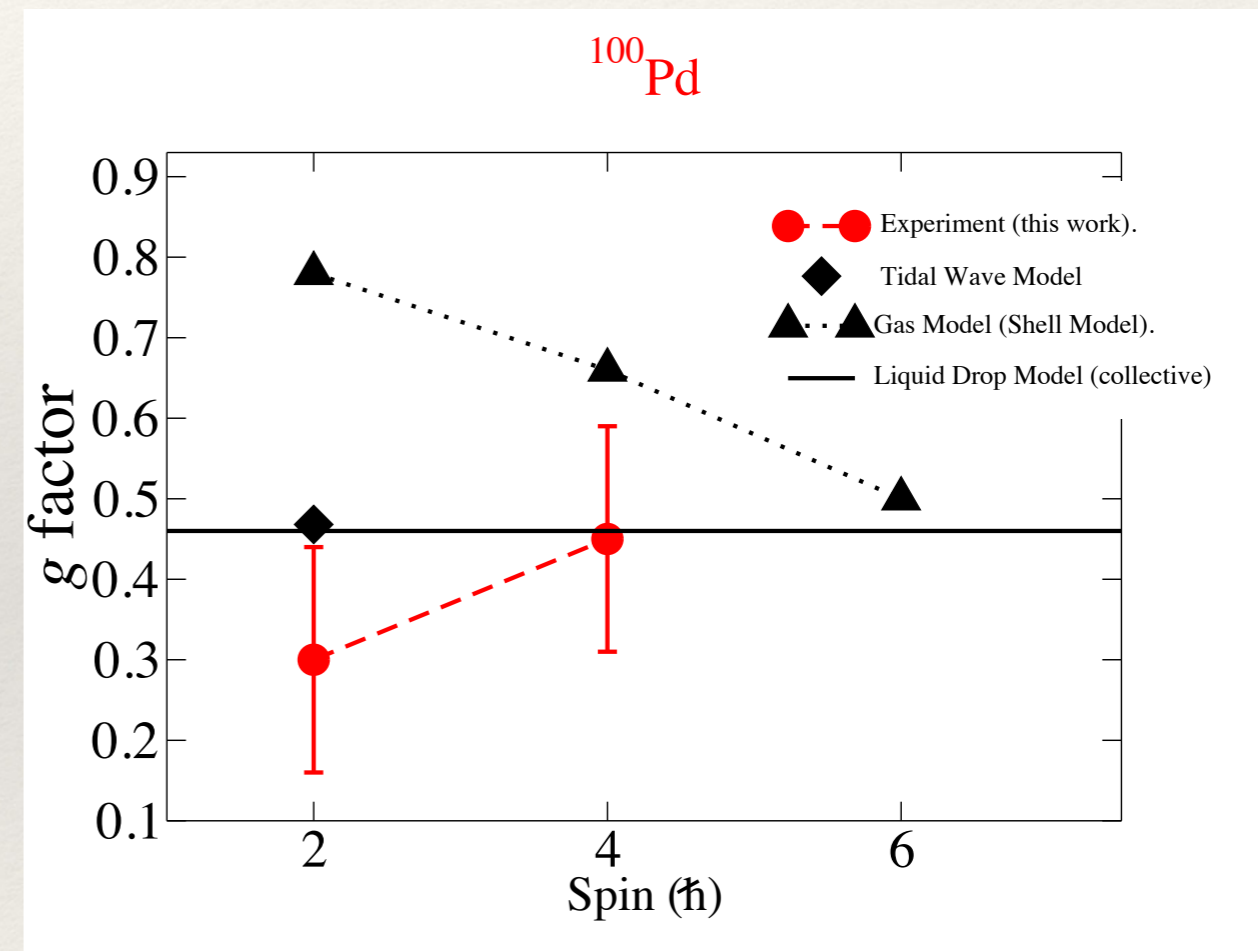 100Pd
0.9
0.8
0.7
0.6
0.5
0.4
0.3
0.2
0.1
g factor
Experiment (this work).
Tidal Wave Model
Gas Model (Shell Model).
Liquid Drop Model (collective)
2 4 6
Spin (ħ)